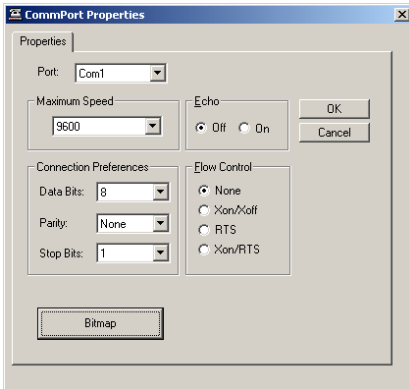 CommPort Properties
Properties
Port: Com1
Maximum Speed
9600
Echo
Off On
OK
Cancel
Connection Preferences
Data Bits: 8
Parity: None
Stop Bits: 1
Flow Control
None
Xon/Xoff
RTS
Xon/RTS
Bitmap